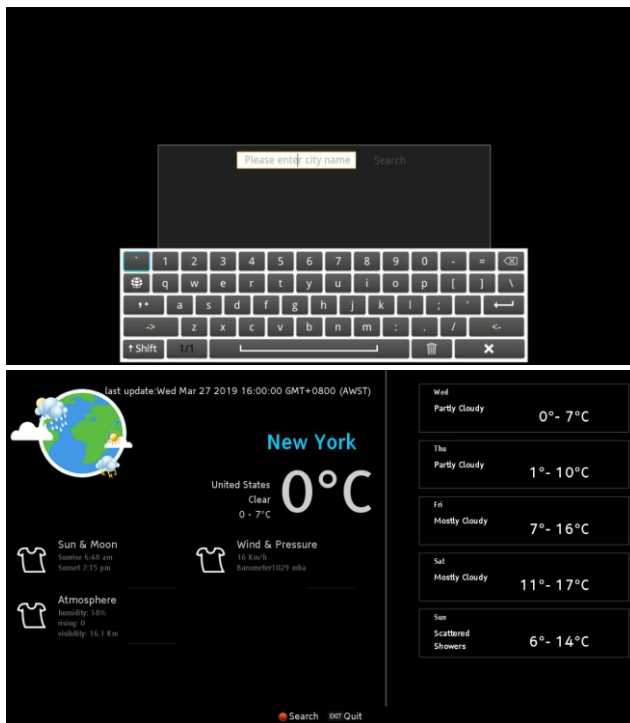 Please enter city name Search
` 1 2 3 4 5 6 7 8 9 0 - =
q w e r t y u i o p [ ] \
,. a s d f g h j k l ; '
-> z x c v b n m : . / <-
↑ Shift 1/1 ×
last update:Wed Mar 27 2019 16:00:00 GMT+0800 (AWST)
New York
United States
Clear
0 - 7°C
0°C
Sun & Moon
Sunrise 6:48 am
Sunset 7:15 pm
Wind & Pressure
16 Km/h
Barometer1029 mba
Atmosphere
humidity: 58%
rising: 0
visibility: 16.1 Km
Wed
Partly Cloudy
0°- 7°C
Thu
Partly Cloudy
1°- 10°C
Fri
Mostly Cloudy
7°- 16°C
Sat
Mostly Cloudy
11°- 17°C
Sun
Scattered
Showers
6°- 14°C
Search EXIT Quit